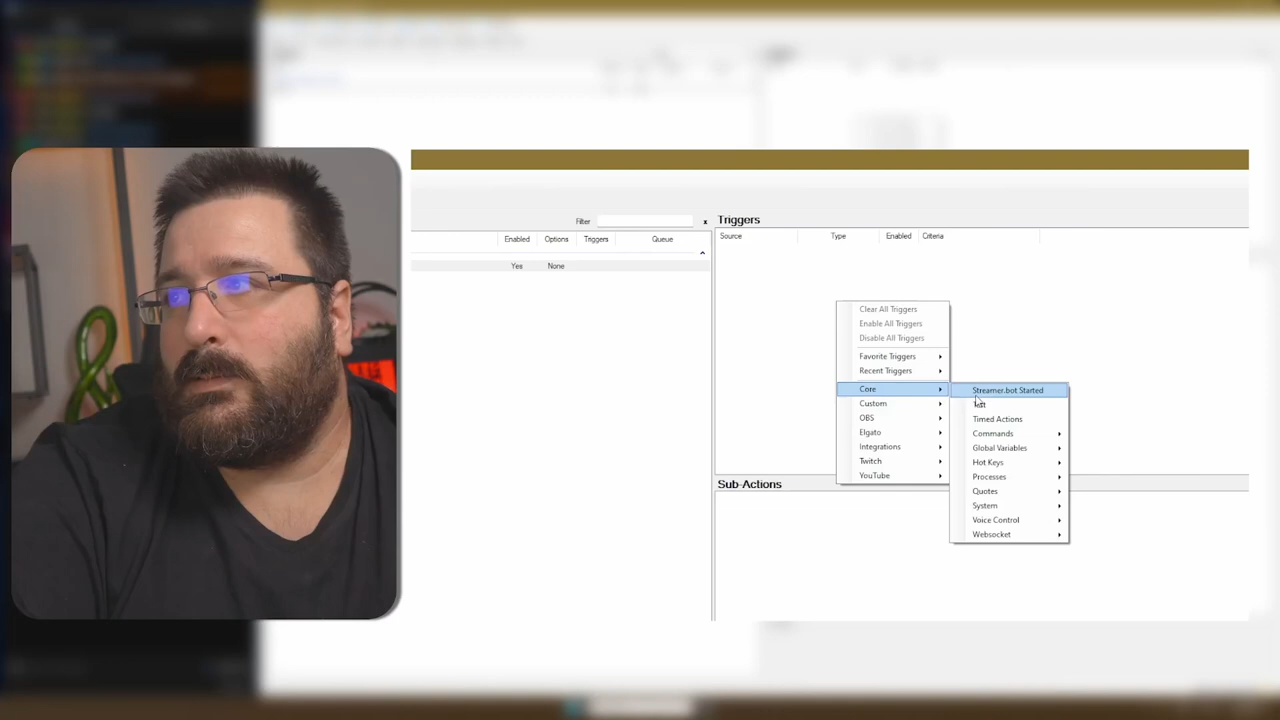 Filter
x
Triggers
Enabled Options Triggers Queue
Source Type Enabled Criteria
Yes None
Clear All Triggers
Enable All Triggers
Disable All Triggers
Favorite Triggers
Recent Triggers
Core
Custom
OBS
Elgato
Integrations
Twitch
YouTube
Streamer.bot Started
Timed Actions
Commands
Global Variables
Hot Keys
Processes
Quotes
System
Voice Control
Websocket
Sub-Actions